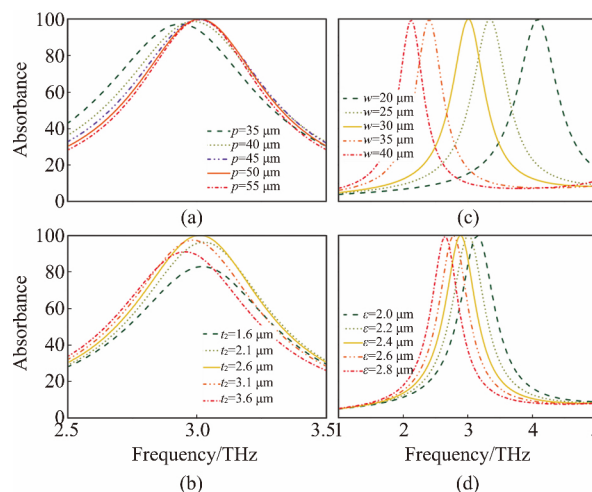 100
80
60
40
20
0
Absorbance
p=35 μm
p=40 μm
p=45 μm
p=50 μm
p=55 μm
(a)
w=20 μm
w=25 μm
w=30 μm
w=35 μm
w=40 μm
(c)
100
80
60
40
20
0
Absorbance
t2=1.6 μm
t2=2.1 μm
t2=2.6 μm
t2=3.1 μm
t2=3.6 μm
2.5 3.0 3.5
Frequency/THz
(b)
ε=2.0 μm
ε=2.2 μm
ε=2.4 μm
ε=2.6 μm
ε=2.8 μm
1 2 3 4 5
Frequency/THz
(d)